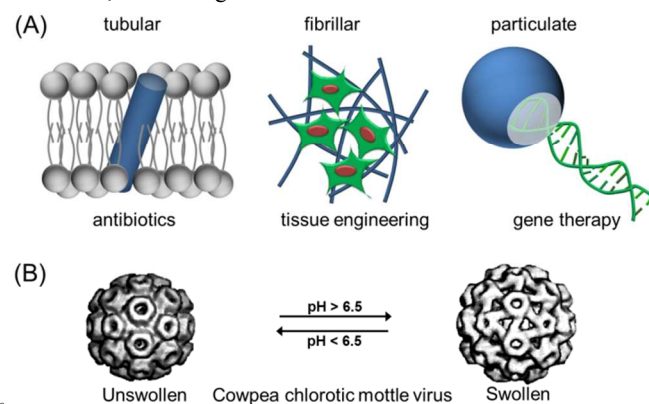 (A)
tubular fibrillar particulate
antibiotics tissue engineering gene therapy
(B)
pH > 6.5
pH < 6.5
Unswollen Cowpea chlorotic mottle virus Swollen